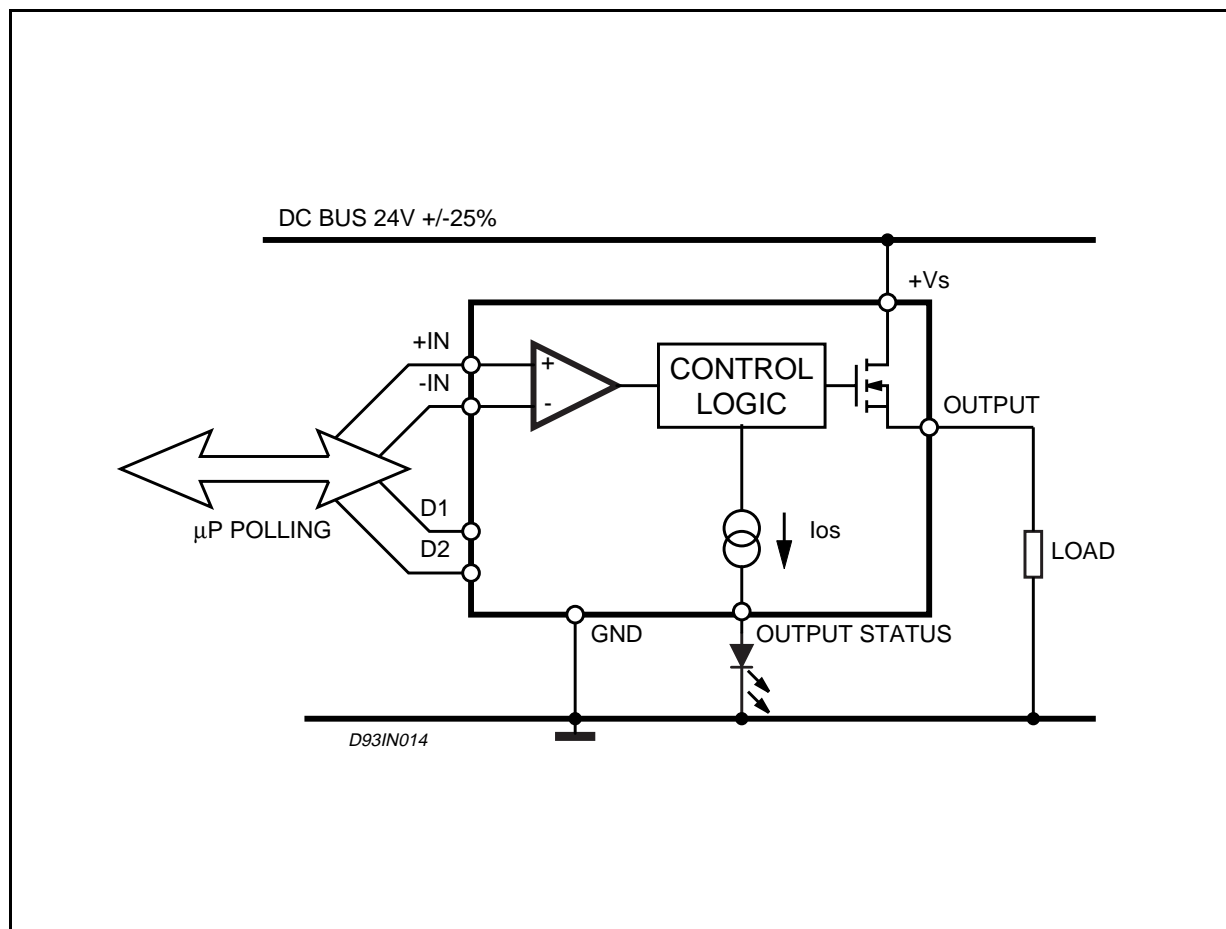 DC BUS 24V +/-25%
+Vs
+IN
-IN
+
-
CONTROL
LOGIC
OUTPUT
D1
D2
µP POLLING
Ios
LOAD
GND
OUTPUT STATUS
D93IN014